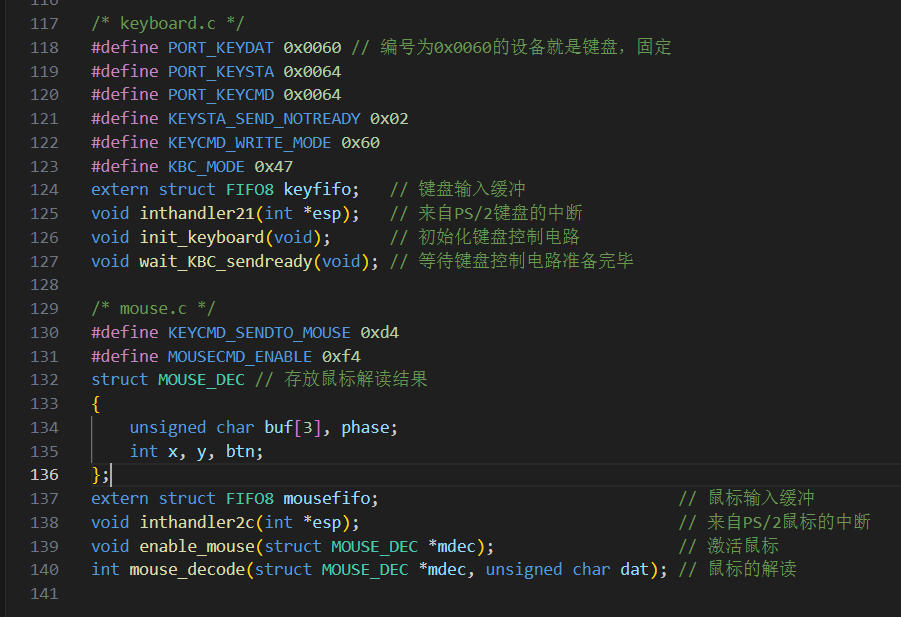 116
117 /* keyboard.c */
118 #define PORT_KEYDAT 0x0060 // 编号为0x0060的设备就是键盘，固定
119 #define PORT_KEYSTA 0x0064
120 #define PORT_KEYCMD 0x0064
121 #define KEYSTA_SEND_NOTREADY 0x02
122 #define KEYCMD_WRITE_MODE 0x60
123 #define KBC_MODE 0x47
124 extern struct FIFO8 keyfifo;   // 键盘输入缓冲
125 void inthandler21(int *esp);   // 来自PS/2键盘的中断
126 void init_keyboard(void);      // 初始化键盘控制电路
127 void wait_KBC_sendready(void); // 等待键盘控制电路准备完毕
128
129 /* mouse.c */
130 #define KEYCMD_SENDTO_MOUSE 0xd4
131 #define MOUSECMD_ENABLE 0xf4
132 struct MOUSE_DEC // 存放鼠标解读结果
133 {
134     unsigned char buf[3], phase;
135     int x, y, btn;
136 };
137 extern struct FIFO8 mousefifo;                                // 鼠标输入缓冲
138 void inthandler2c(int *esp);                                  // 来自PS/2鼠标的中断
139 void enable_mouse(struct MOUSE_DEC *mdec);                    // 激活鼠标
140 int mouse_decode(struct MOUSE_DEC *mdec, unsigned char dat); // 鼠标的解读
141